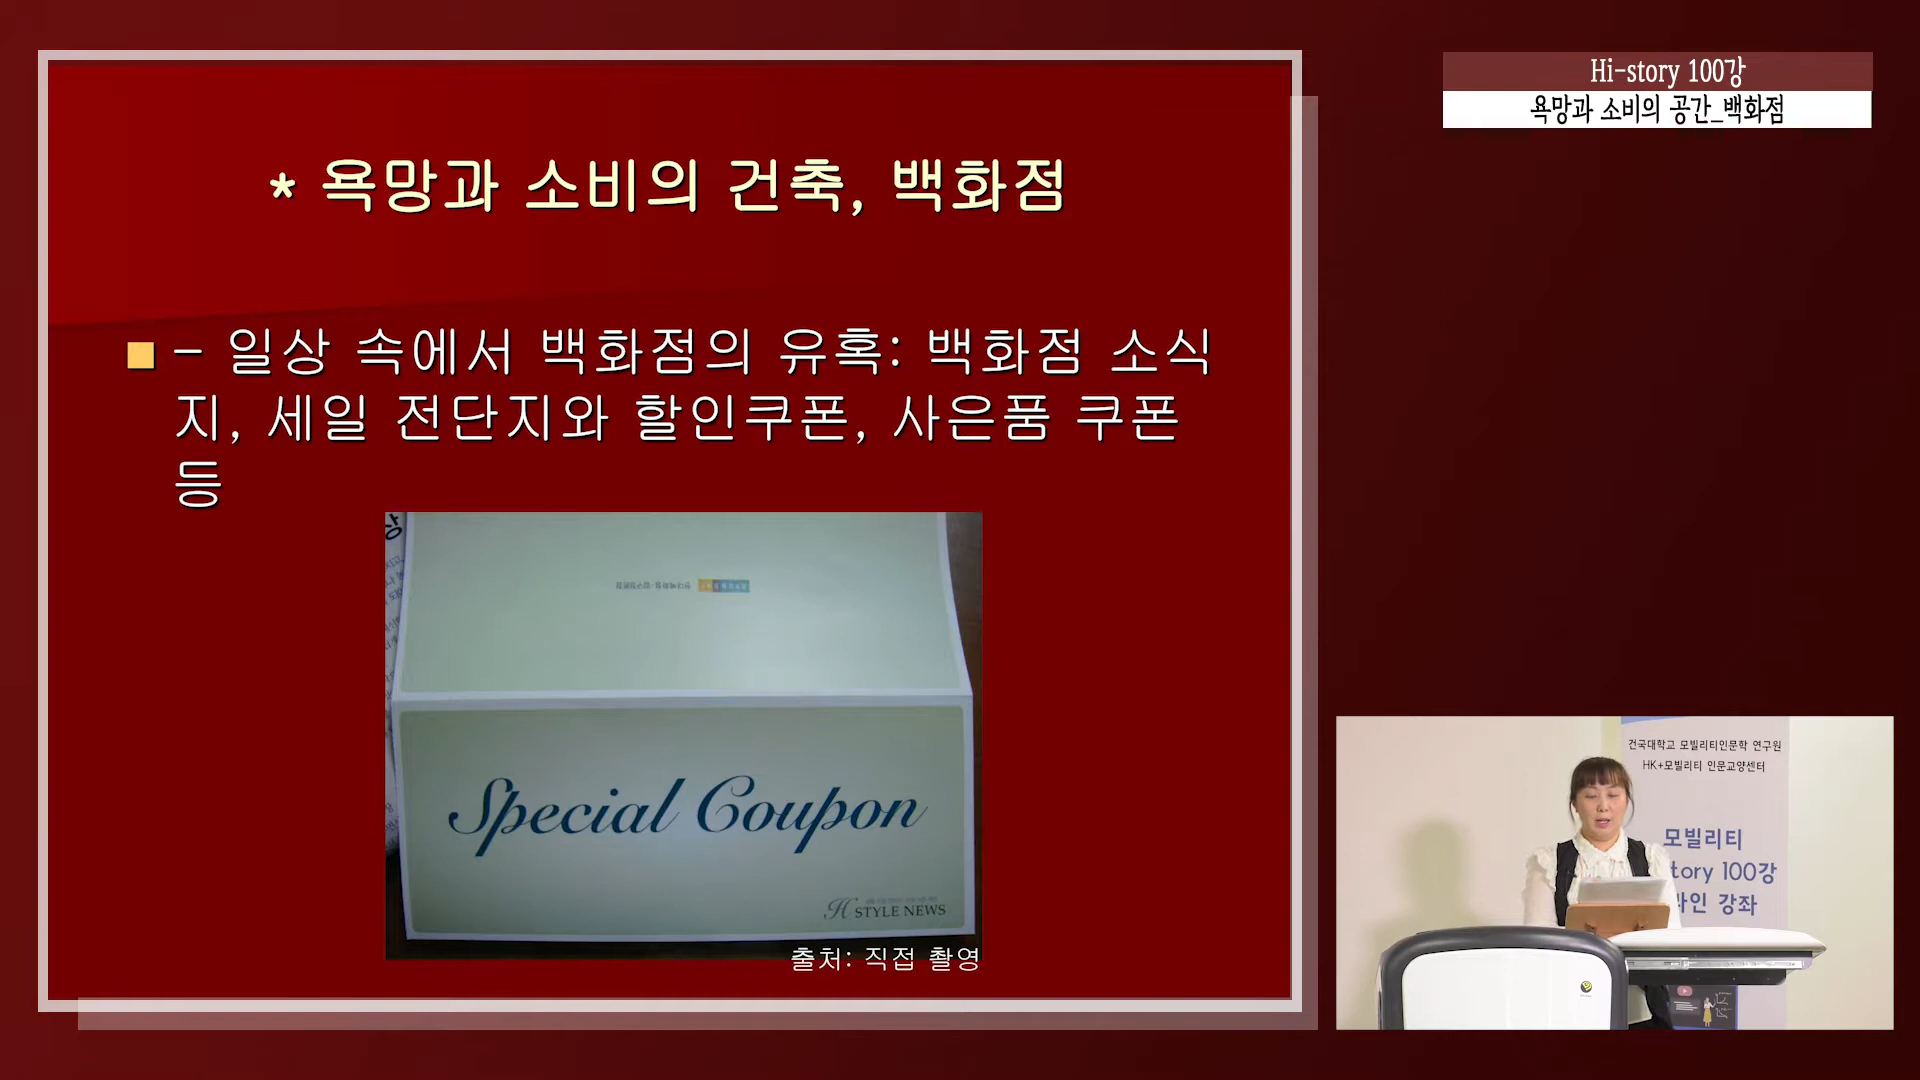 Hi-story 100강
욕망과 소비의 공간_백화점
* 욕망과 소비의 건축, 백화점
- 일상 속에서 백화점의 유혹: 백화점 소식
지, 세일 전단지와 할인쿠폰, 사은품 쿠폰
등
Special Coupon
H STYLE NEWS
출처: 직접 촬영
건국대학교 모빌리티인문학 연구원
HK+모빌리티 인문교양센터
모빌리티
tory 100강
라인 강좌